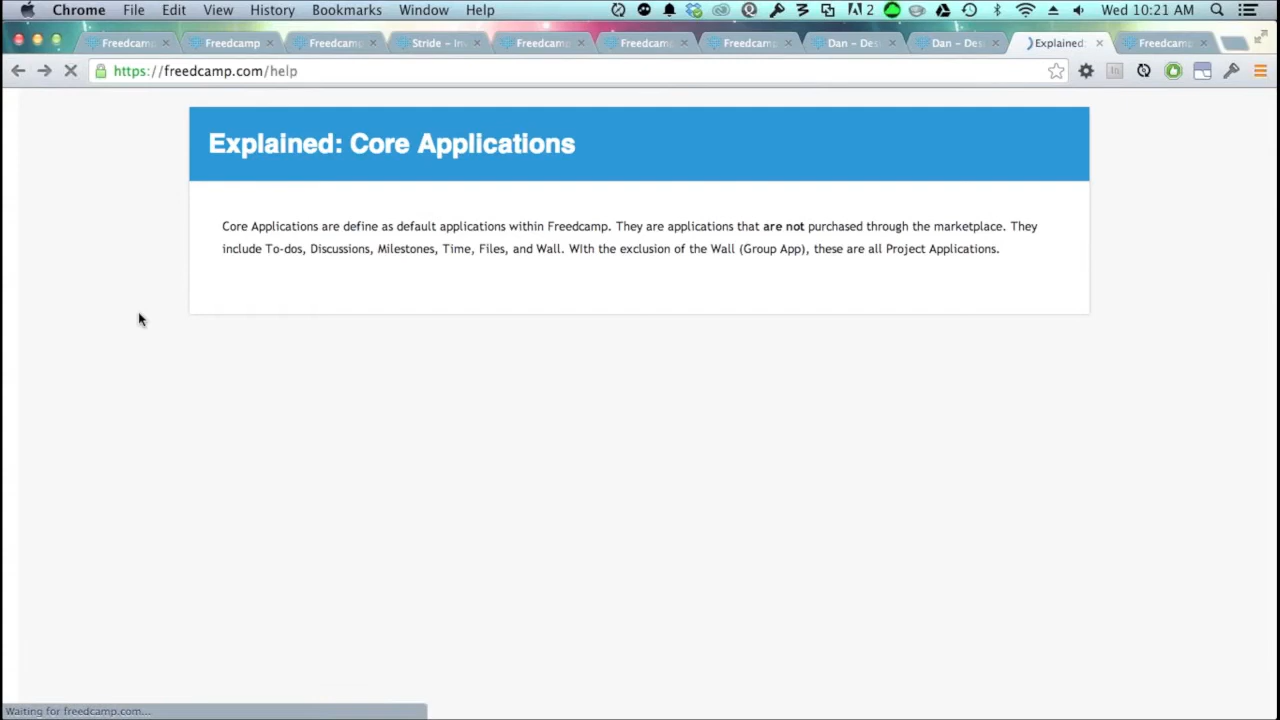 Chrome File Edit View History Bookmarks Window Help 2 Wed 10:21 AM
Freedcamp Freedcamp Freedcamp Stride – In Freedcamp Freedcamp Freedcamp Dan – Des Dan – Des Explained: Freedcamp
https://freedcamp.com/help
Explained: Core Applications
Core Applications are define as default applications within Freedcamp. They are applications that are not purchased through the marketplace. They
include To-dos, Discussions, Milestones, Time, Files, and Wall. With the exclusion of the Wall (Group App), these are all Project Applications.
Waiting for freedcamp.com...